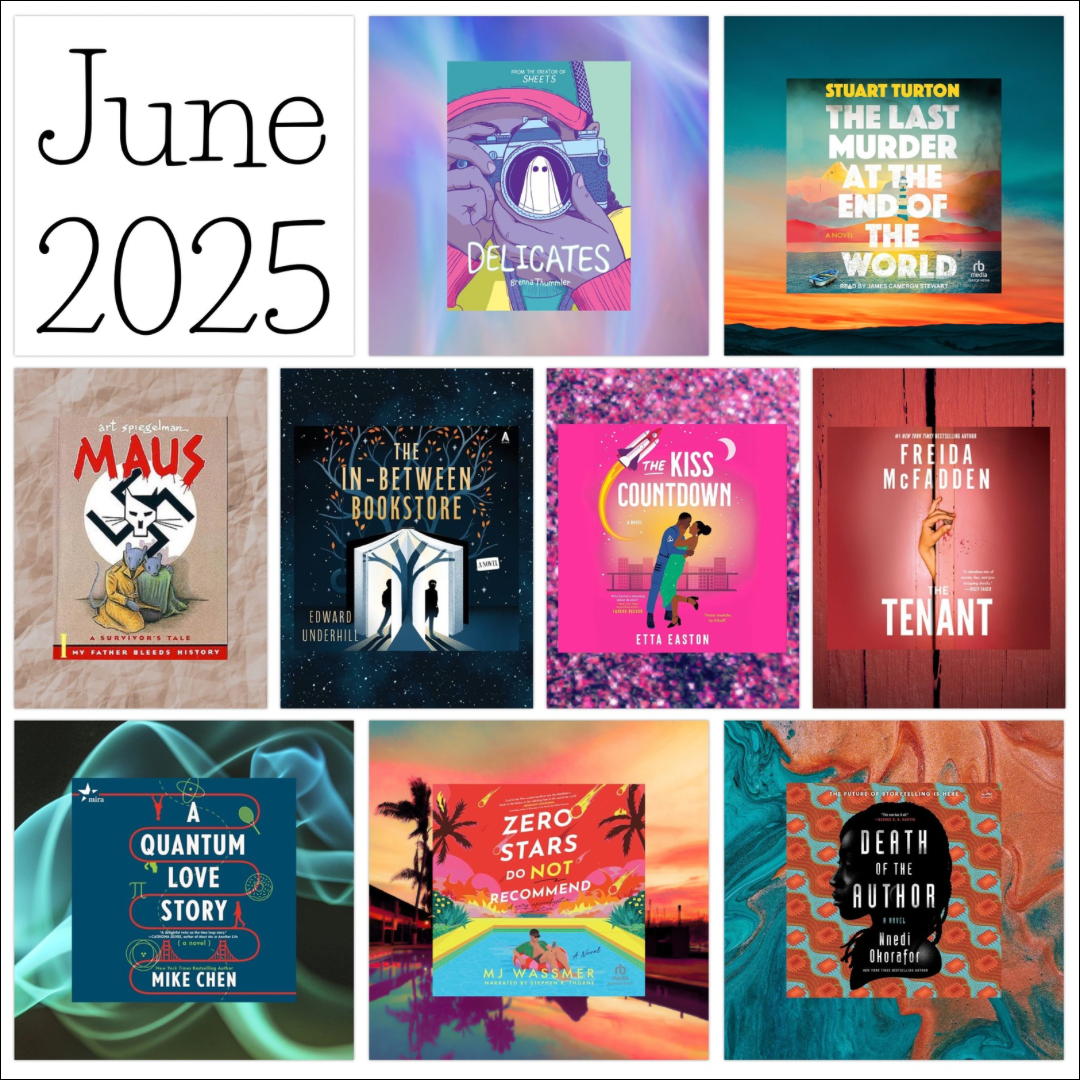 June
2025
FROM THE CREATOR OF
SHEETS
DELICATES
Brenna Thummler
STUART TURTON
THE LAST
MURDER
AT THE
END OF
THE
WORLD
A NOVEL
rb
media
READ BY JAMES CAMERON STEWART
art spiegelman
MAUS
A SURVIVOR'S TALE
I
MY FATHER BLEEDS HISTORY
THE
IN-BETWEEN
BOOKSTORE
A NOVEL
EDWARD
UNDERHILL
THE KISS
COUNTDOWN
A NOVEL
ETTA EASTON
#1 NEW YORK TIMES BESTSELLING AUTHOR
FREIDA
McFADDEN
THE
TENANT
mira
A
QUANTUM
LOVE
STORY
( a novel )
New York Times Bestselling Author
MIKE CHEN
ZERO
STARS
DO NOT
RECOMMEND
A Novel
MJ WASSMER
NARRATED BY STEPHEN R. THORNE
rb
media
THE FUTURE OF STORYTELLING IS HERE
DEATH
OF THE
AUTHOR
A NOVEL
Nnedi
Okorafor
NEW YORK TIMES BESTSELLING AUTHOR